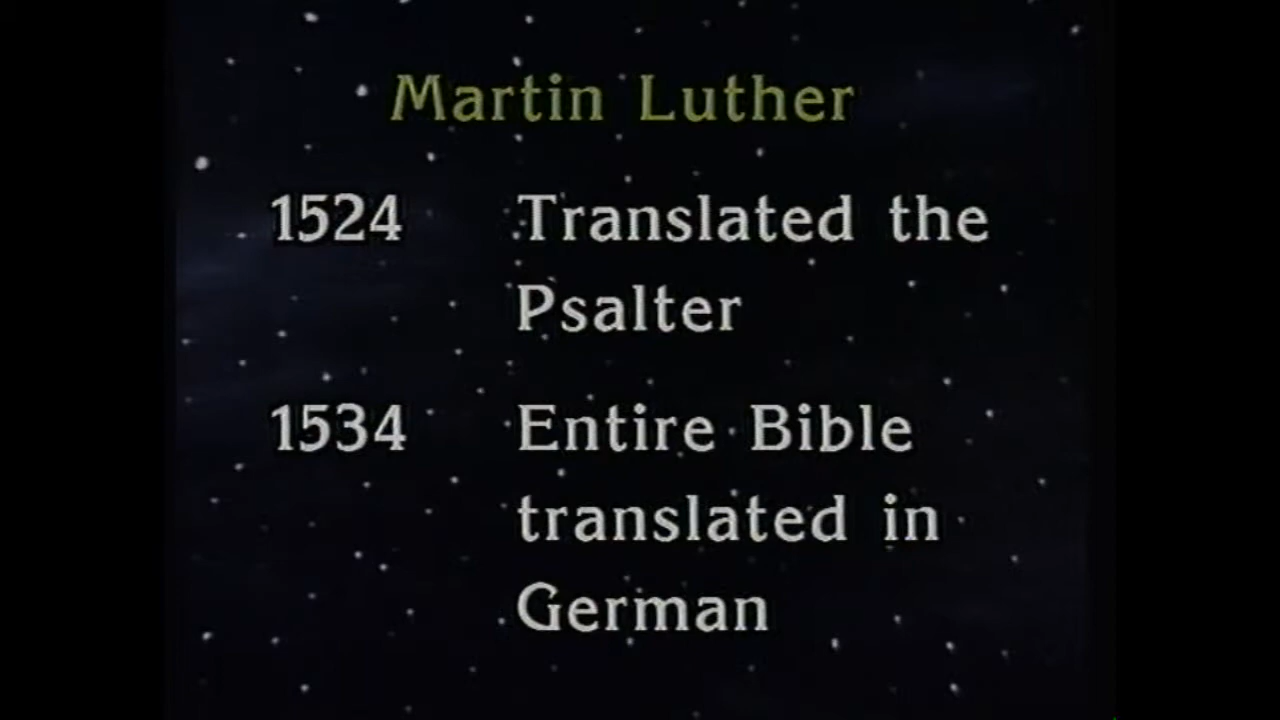 Martin Luther
1524 Translated the
Psalter
1534 Entire Bible
translated in
German